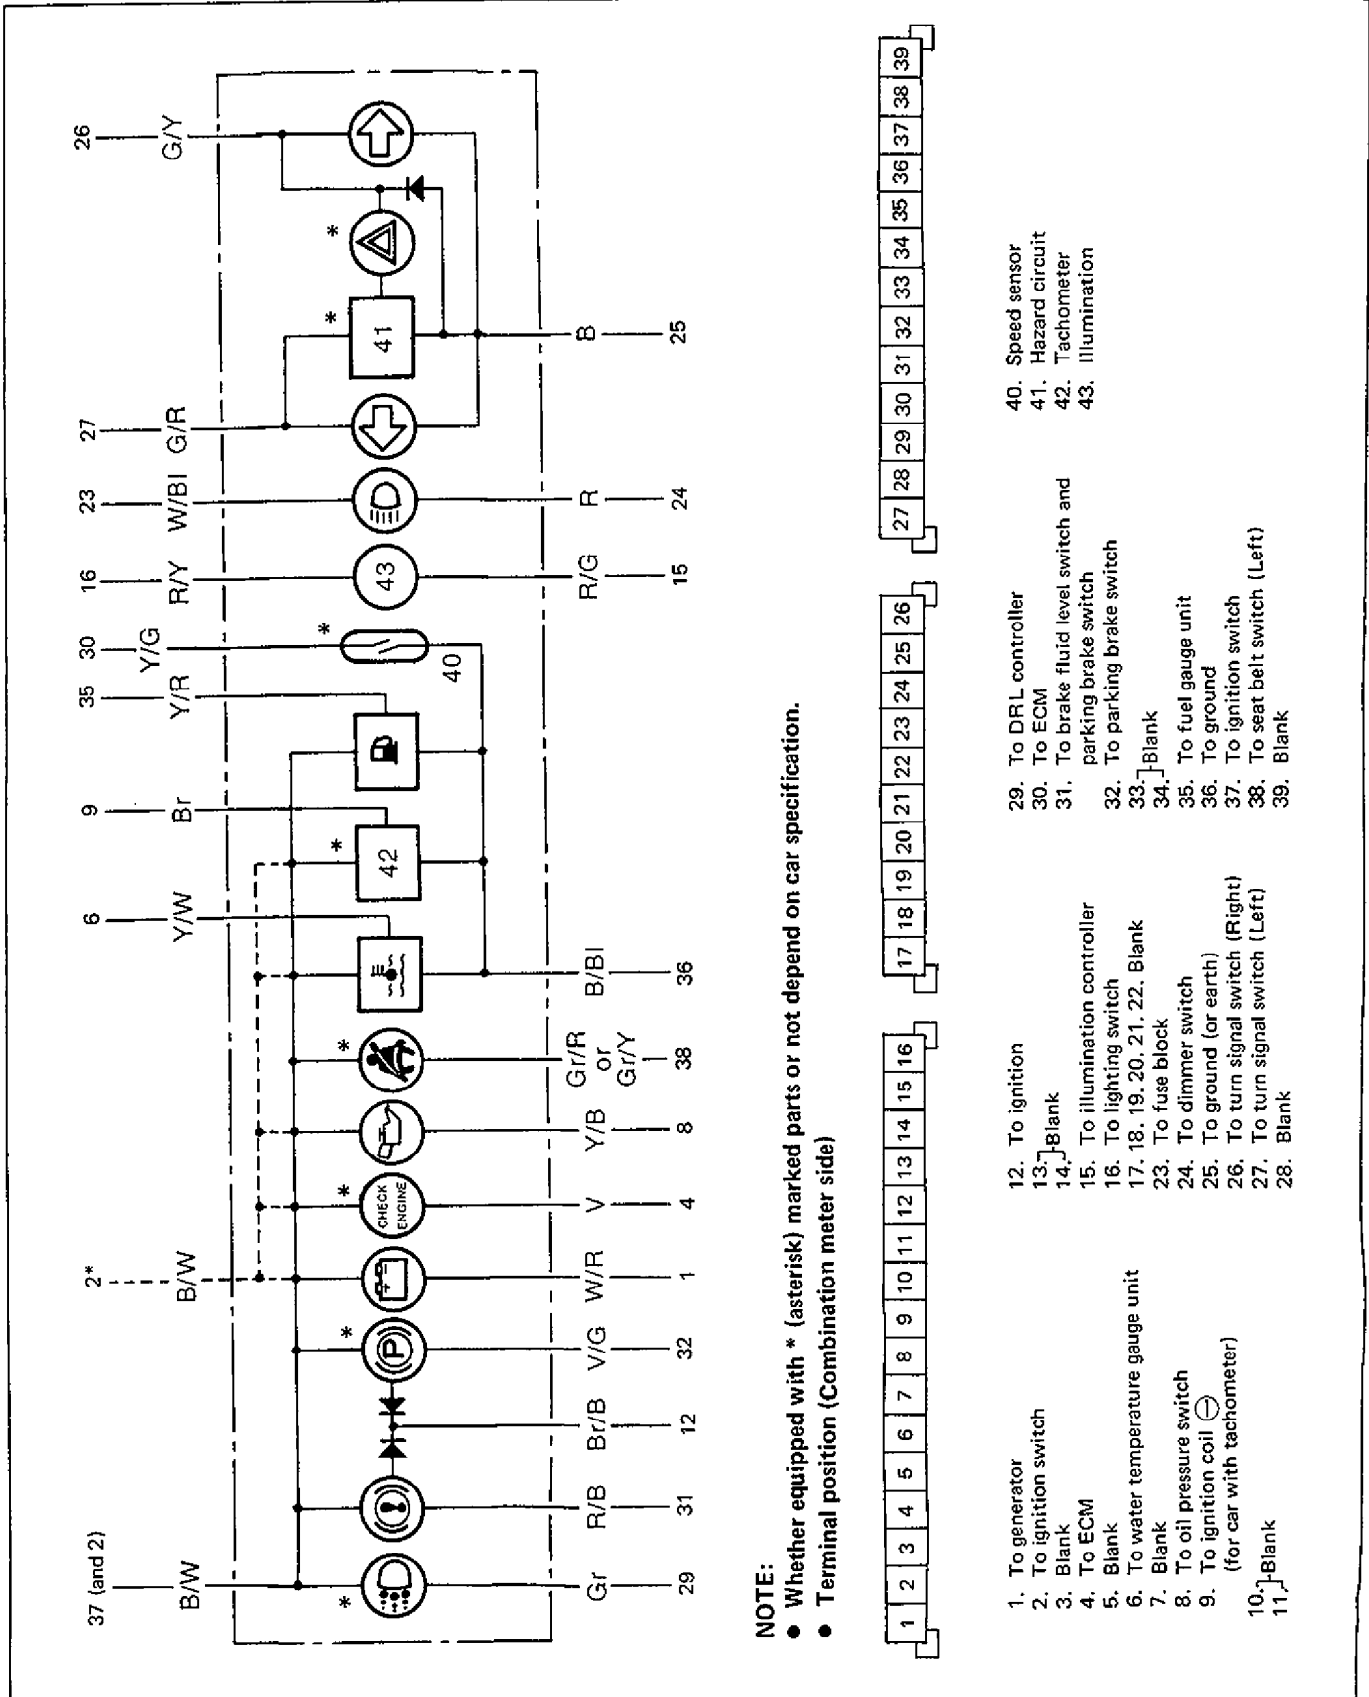 37 (and 2)
2*
6
9
35
30
16
23
27
26
B/W
B/W
Y/W
Br
Y/R
Y/G
R/Y
W/Bl
G/R
G/Y
*
*
*
*
*
*
*
*
CHECK
ENGINE
P
42
40
43
41
Gr
R/B
Br/B
V/G
W/R
V
Y/B
Gr/R
or
Gr/Y
B/Bl
R/G
R
B
29
31
12
32
1
4
8
38
36
15
24
25
NOTE:
● Whether equipped with * (asterisk) marked parts or not depend on car specification.
● Terminal position (Combination meter side)
1 2 3 4 5 6 7 8 9 10 11 12 13 14 15 16
17 18 19 20 21 22 23 24 25 26
27 28 29 30 31 32 33 34 35 36 37 38 39
1. To generator
2. To ignition switch
3. Blank
4. To ECM
5. Blank
6. To water temperature gauge unit
7. Blank
8. To oil pressure switch
9. To ignition coil ⊖
(for car with tachometer)
10.
11. }-Blank
12. To ignition
13.
14. }-Blank
15. To illumination controller
16. To lighting switch
17. 18. 19. 20. 21. 22. Blank
23. To fuse block
24. To dimmer switch
25. To ground (or earth)
26. To turn signal switch (Right)
27. To turn signal switch (Left)
28. Blank
29. To DRL controller
30. To ECM
31. To brake fluid level switch and
parking brake switch
32. To parking brake switch
33.
34. }-Blank
35. To fuel gauge unit
36. To ground
37. To ignition switch
38. To seat belt switch (Left)
39. Blank
40. Speed sensor
41. Hazard circuit
42. Tachometer
43. Illumination